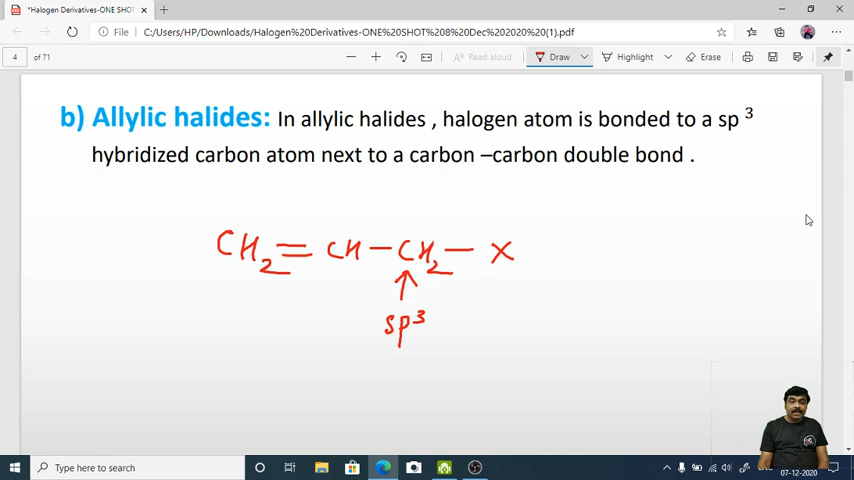 *Halogen Derivatives-ONE SHOT
File
C:/Users/HP/Downloads/Halogen%20Derivatives-ONE%20SHOT%208%20Dec%202020%20(1).pdf
4 of 71
Read aloud
Draw
Highlight
Erase
b) Allylic halides: In allylic halides , halogen atom is bonded to a sp ³
hybridized carbon atom next to a carbon –carbon double bond .
CH₂=CH–CH₂–X
sp³
Type here to search
07-12-2020